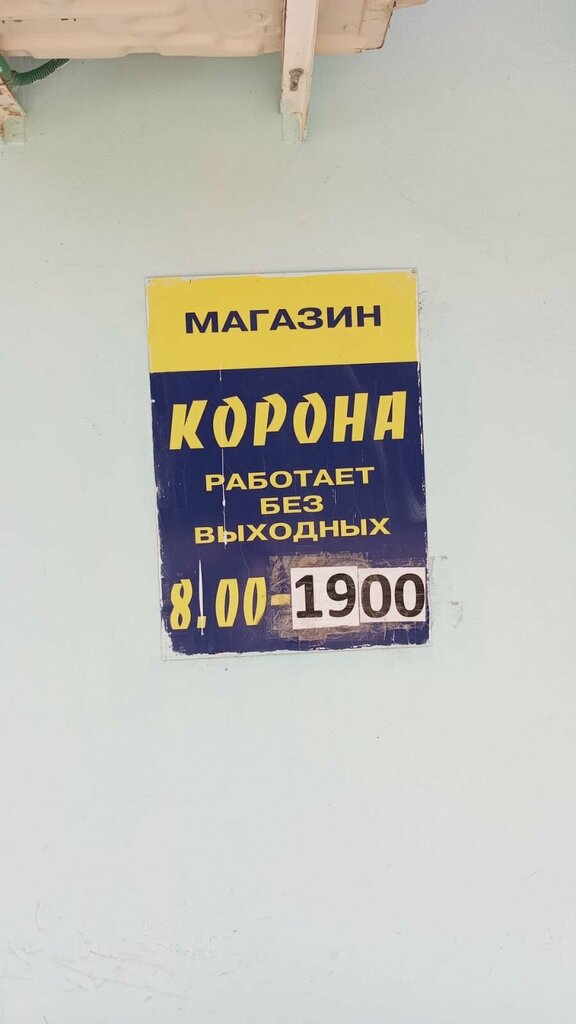 МАГАЗИН
КОРОНА
РАБОТАЕТ
БЕЗ
ВЫХОДНЫХ
8.00-1900